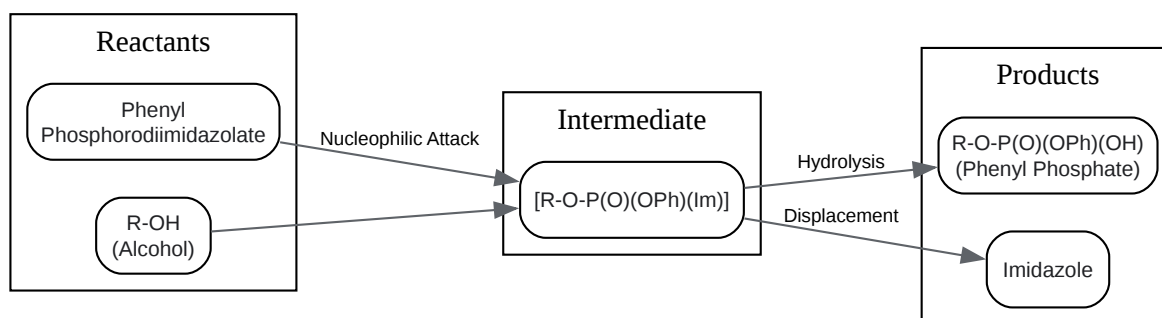 Reactants
Phenyl
Phosphorodiimidazolate
R-OH
(Alcohol)
Nucleophilic Attack
Intermediate
[R-O-P(O)(OPh)(Im)]
Hydrolysis
Displacement
Products
R-O-P(O)(OPh)(OH)
(Phenyl Phosphate)
Imidazole